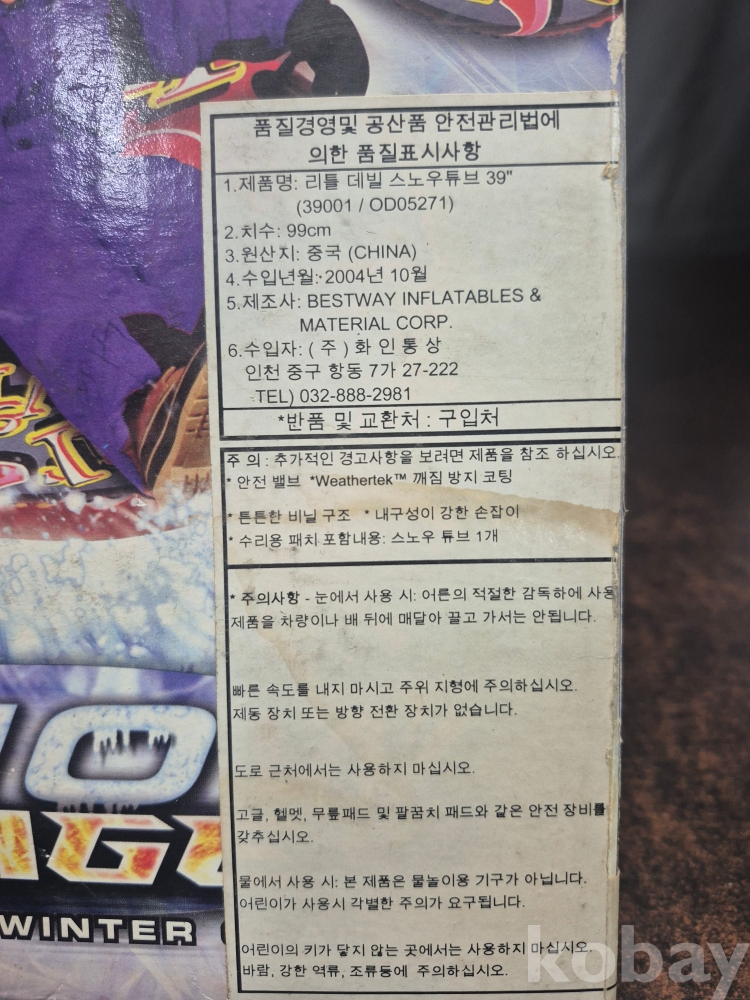 품질경영및 공산품 안전관리법에
의한 품질표시사항
1.제품명: 리틀 데빌 스노우튜브 39"
(39001 / OD05271)
2.치수: 99cm
3.원산지: 중국 (CHINA)
4.수입년월: 2004년 10월
5.제조사: BESTWAY INFLATABLES &
MATERIAL CORP.
6.수입자: ( 주 ) 화 인 통 상
인천 중구 항동 7가 27-222
TEL) 032-888-2981
*반품 및 교환처 : 구입처
주 의 : 추가적인 경고사항을 보려면 제품을 참조 하십시오.
* 안전 밸브 *Weathertek™ 깨짐 방지 코팅
* 튼튼한 비닐 구조 * 내구성이 강한 손잡이
* 수리용 패치 포함내용: 스노우 튜브 1개
* 주의사항 - 눈에서 사용 시: 어른의 적절한 감독하에 사용
제품을 차량이나 배 뒤에 매달아 끌고 가서는 안됩니다.
빠른 속도를 내지 마시고 주위 지형에 주의하십시오.
제동 장치 또는 방향 전환 장치가 없습니다.
도로 근처에서는 사용하지 마십시오.
고글, 헬멧, 무릎패드 및 팔꿈치 패드와 같은 안전 장비를
갖추십시오.
물에서 사용 시: 본 제품은 물놀이용 기구가 아닙니다.
어린이가 사용시 각별한 주의가 요구됩니다.
어린이의 키가 닿지 않는 곳에서는 사용하지 마십시오.
바람, 강한 역류, 조류등에 주의하십시오.
WINTER
kobay